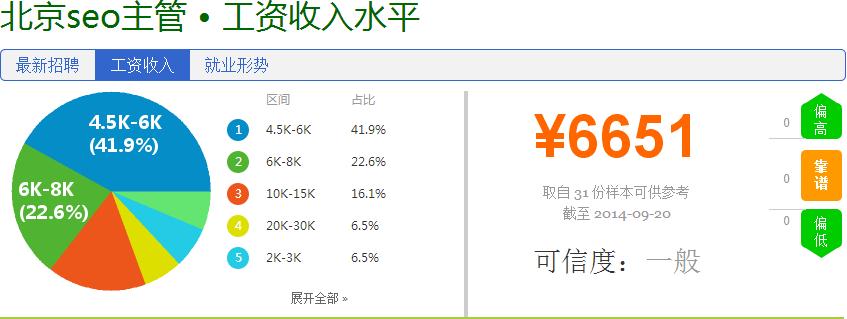 北京seo主管 • 工资收入水平
最新招聘 工资收入 就业形势
4.5K-6K
(41.9%)
6K-8K
(22.6%)
区间 占比
1 4.5K-6K 41.9%
2 6K-8K 22.6%
3 10K-15K 16.1%
4 20K-30K 6.5%
5 2K-3K 6.5%
展开全部 »
¥6651
取自 31 份样本可供参考
截至 2014-09-20
可信度：一般
0 偏高
0 靠谱
0 偏低